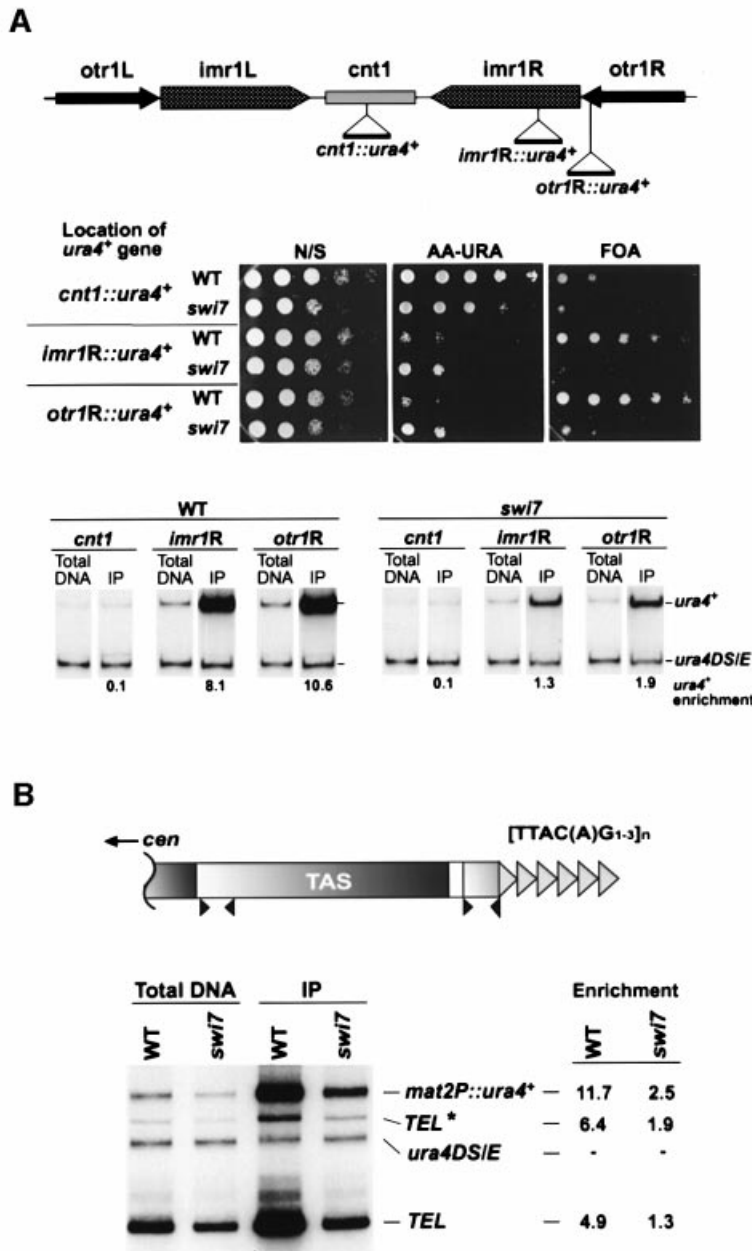 A
otr1L imr1L cnt1 imr1R otr1R
cnt1::ura4+ imr1R::ura4+
otr1R::ura4+
Location of
ura4+ gene
N/S AA-URA FOA
cnt1::ura4+ WT
swi7
imr1R::ura4+ WT
swi7
otr1R::ura4+ WT
swi7
WT swi7
cnt1 imr1R otr1R cnt1 imr1R otr1R
Total DNA IP Total DNA IP Total DNA IP Total DNA IP Total DNA IP Total DNA IP
ura4+
ura4DS/E
0.1 8.1 10.6 0.1 1.3 1.9 ura4+ enrichment
B
cen [TTAC(A)G1-3]n
TAS
Total DNA IP Enrichment
WT swi7 WT swi7 WT swi7
mat2P::ura4+ — 11.7 2.5
TEL* — 6.4 1.9
ura4DS/E — - -
TEL — 4.9 1.3